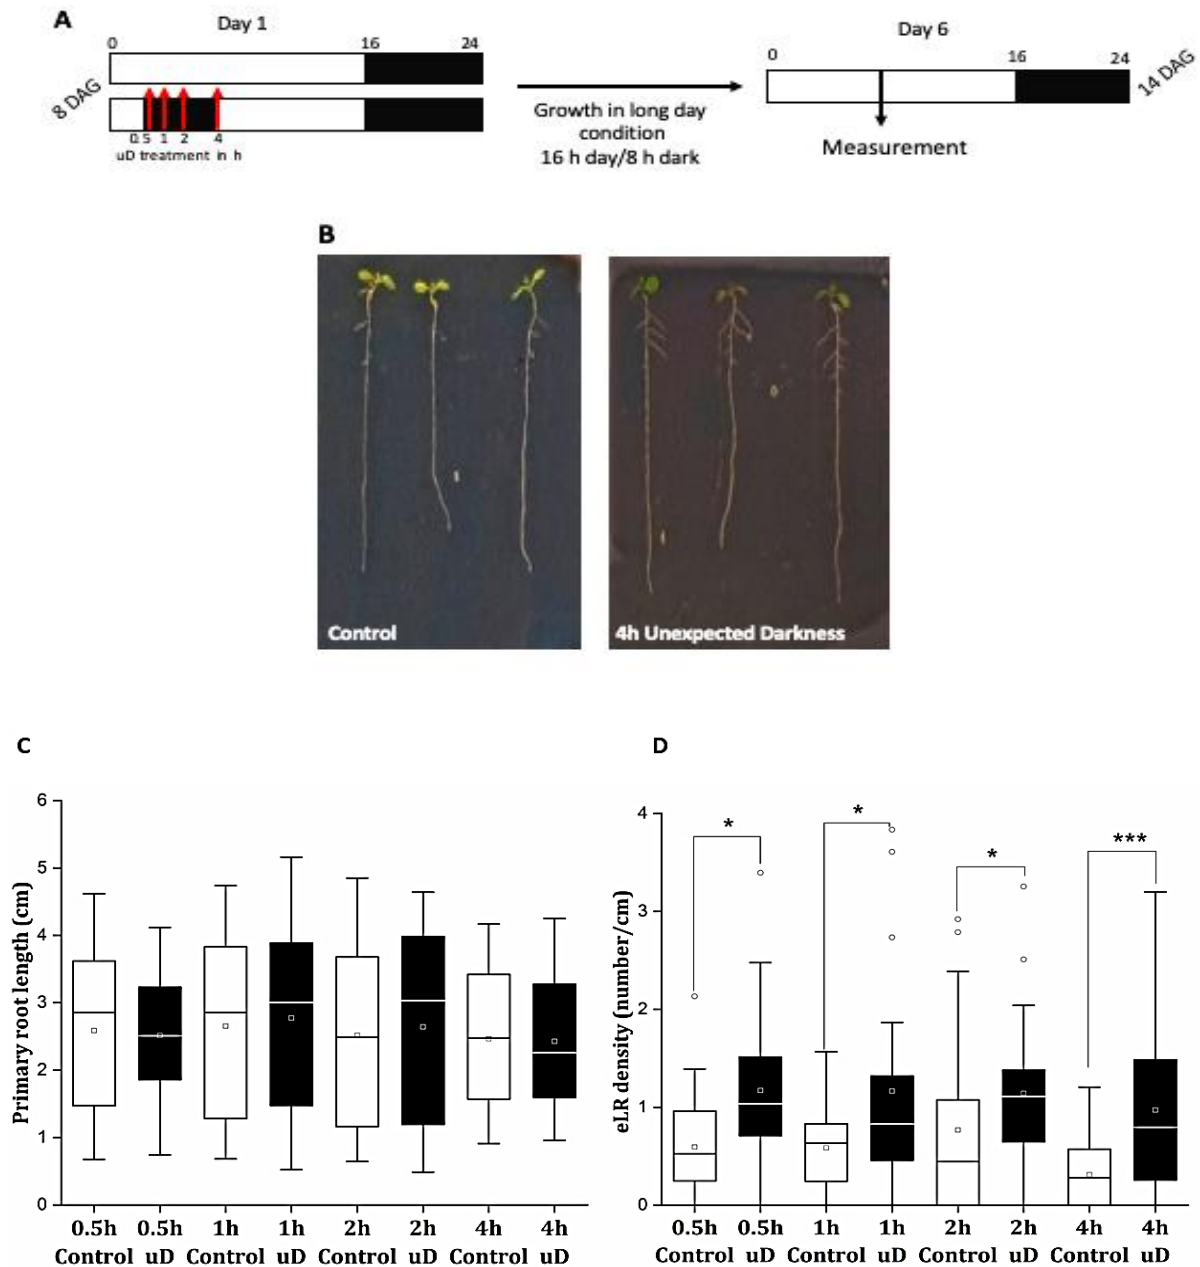 A
Day 1
0 16 24
8 DAG
0.5 1 2 4
uD treatment in h
Growth in long day
condition
16 h day/8 h dark
Day 6
0 16 24
14 DAG
Measurement
B
Control
4h Unexpected Darkness
C
Primary root length (cm)
6
5
4
3
2
1
0
0.5h 0.5h 1h 1h 2h 2h 4h 4h
Control uD Control uD Control uD Control uD
D
eLR density (number/cm)
4
3
2
1
0
* * * ***
0.5h 0.5h 1h 1h 2h 2h 4h 4h
Control uD Control uD Control uD Control uD